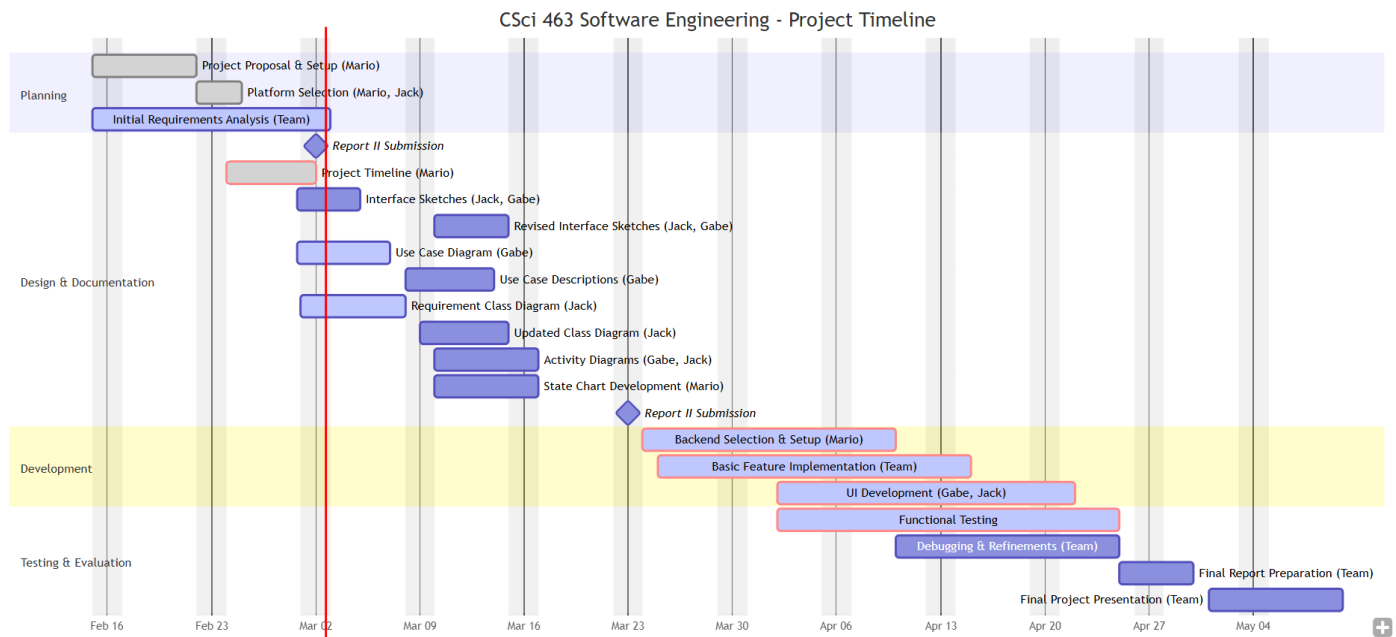 CSci 463 Software Engineering - Project Timeline
Planning
Project Proposal & Setup (Mario)
Platform Selection (Mario, Jack)
Initial Requirements Analysis (Team)
Design & Documentation
Report II Submission
Project Timeline (Mario)
Interface Sketches (Jack, Gabe)
Revised Interface Sketches (Jack, Gabe)
Use Case Diagram (Gabe)
Use Case Descriptions (Gabe)
Requirement Class Diagram (Jack)
Updated Class Diagram (Jack)
Activity Diagrams (Gabe, Jack)
State Chart Development (Mario)
Report II Submission
Development
Backend Selection & Setup (Mario)
Basic Feature Implementation (Team)
UI Development (Gabe, Jack)
Testing & Evaluation
Functional Testing
Debugging & Refinements (Team)
Final Report Preparation (Team)
Final Project Presentation (Team)
Feb 16 Feb 23 Mar 02 Mar 09 Mar 16 Mar 23 Mar 30 Apr 06 Apr 13 Apr 20 Apr 27 May 04